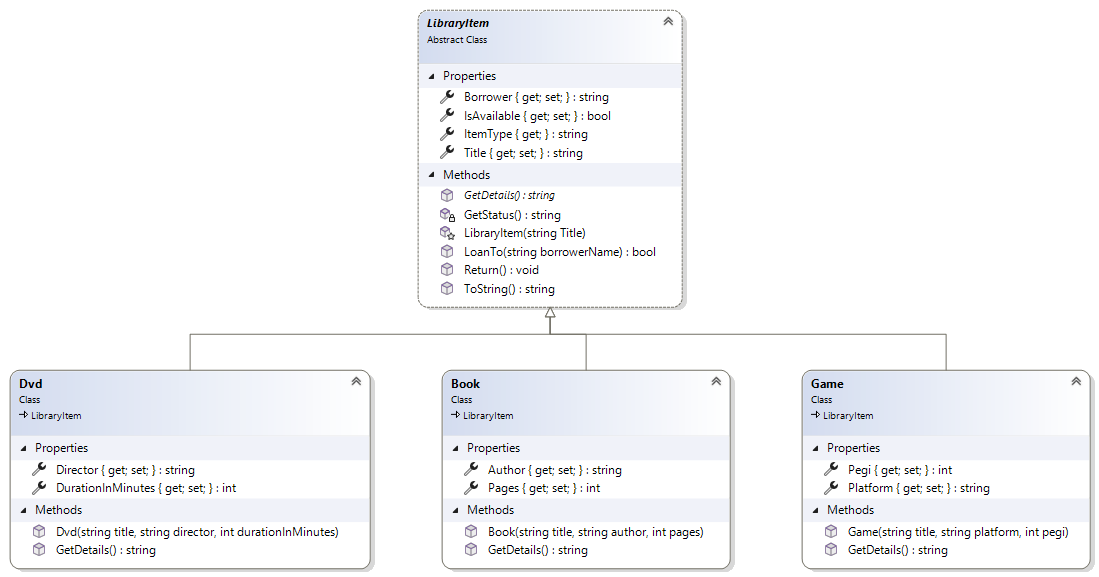 LibraryItem
Abstract Class
Properties
Borrower { get; set; } : string
IsAvailable { get; set; } : bool
ItemType { get; } : string
Title { get; set; } : string
Methods
GetDetails() : string
GetStatus() : string
LibraryItem(string Title)
LoanTo(string borrowerName) : bool
Return() : void
ToString() : string
Dvd
Class
LibraryItem
Properties
Director { get; set; } : string
DurationInMinutes { get; set; } : int
Methods
Dvd(string title, string director, int durationInMinutes)
GetDetails() : string
Book
Class
LibraryItem
Properties
Author { get; set; } : string
Pages { get; set; } : int
Methods
Book(string title, string author, int pages)
GetDetails() : string
Game
Class
LibraryItem
Properties
Pegi { get; set; } : int
Platform { get; set; } : string
Methods
Game(string title, string platform, int pegi)
GetDetails() : string